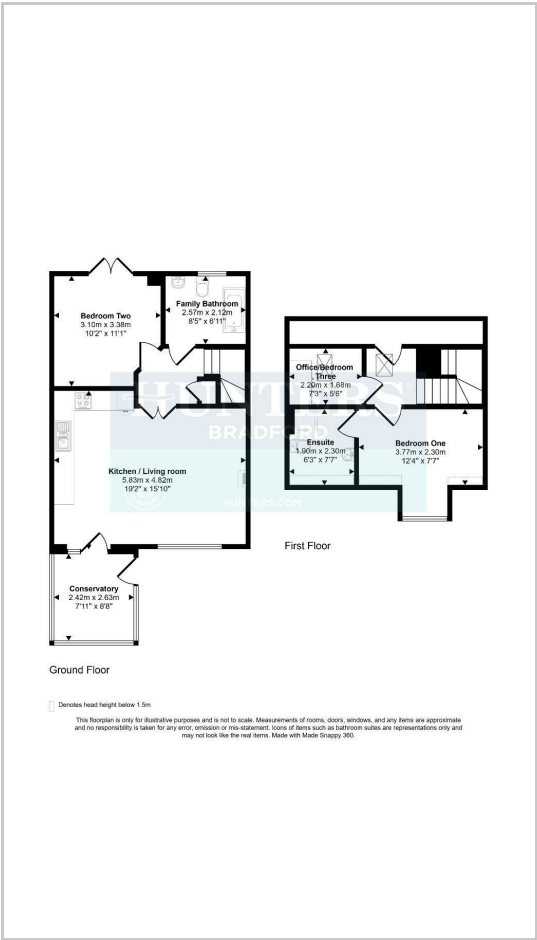 Bedroom Two
3.10m x 3.38m
10'2" x 11'1"
Family Bathroom
2.57m x 2.12m
8'5" x 6'11"
Office/Bedroom
Three
2.20m x 1.68m
7'3" x 5'6"
HUNTERS
BRADFORD
HUNTERS.COM
Ensuite
1.90m x 2.30m
6'3" x 7'7"
Bedroom One
3.77m x 2.30m
12'4" x 7'7"
Kitchen / Living room
5.83m x 4.82m
19'2" x 15'10"
First Floor
Conservatory
2.42m x 2.63m
7'11" x 8'8"
Ground Floor
Denotes head height below 1.5m
This floorplan is only for illustrative purposes and is not to scale. Measurements of rooms, doors, windows, and any items are approximate
and no responsibility is taken for any error, omission or mis-statement. Icons of items such as bathroom suites are representations only and
may not look like the real items. Made with Made Snappy 360.